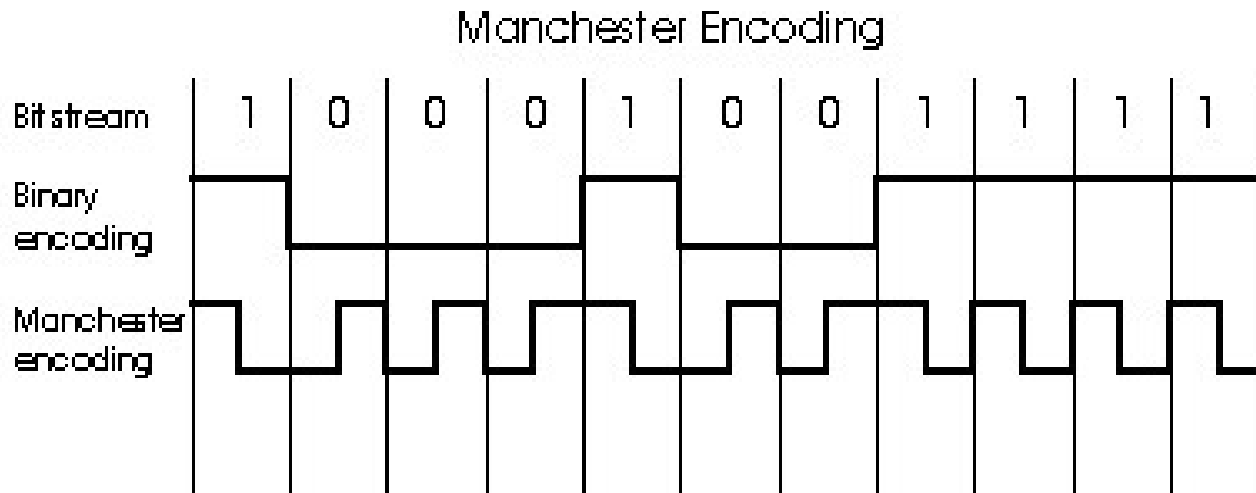 Manchester Encoding
Bitstream 1 0 0 0 1 0 0 1 1 1 1
Binary
encoding
Manchester
encoding